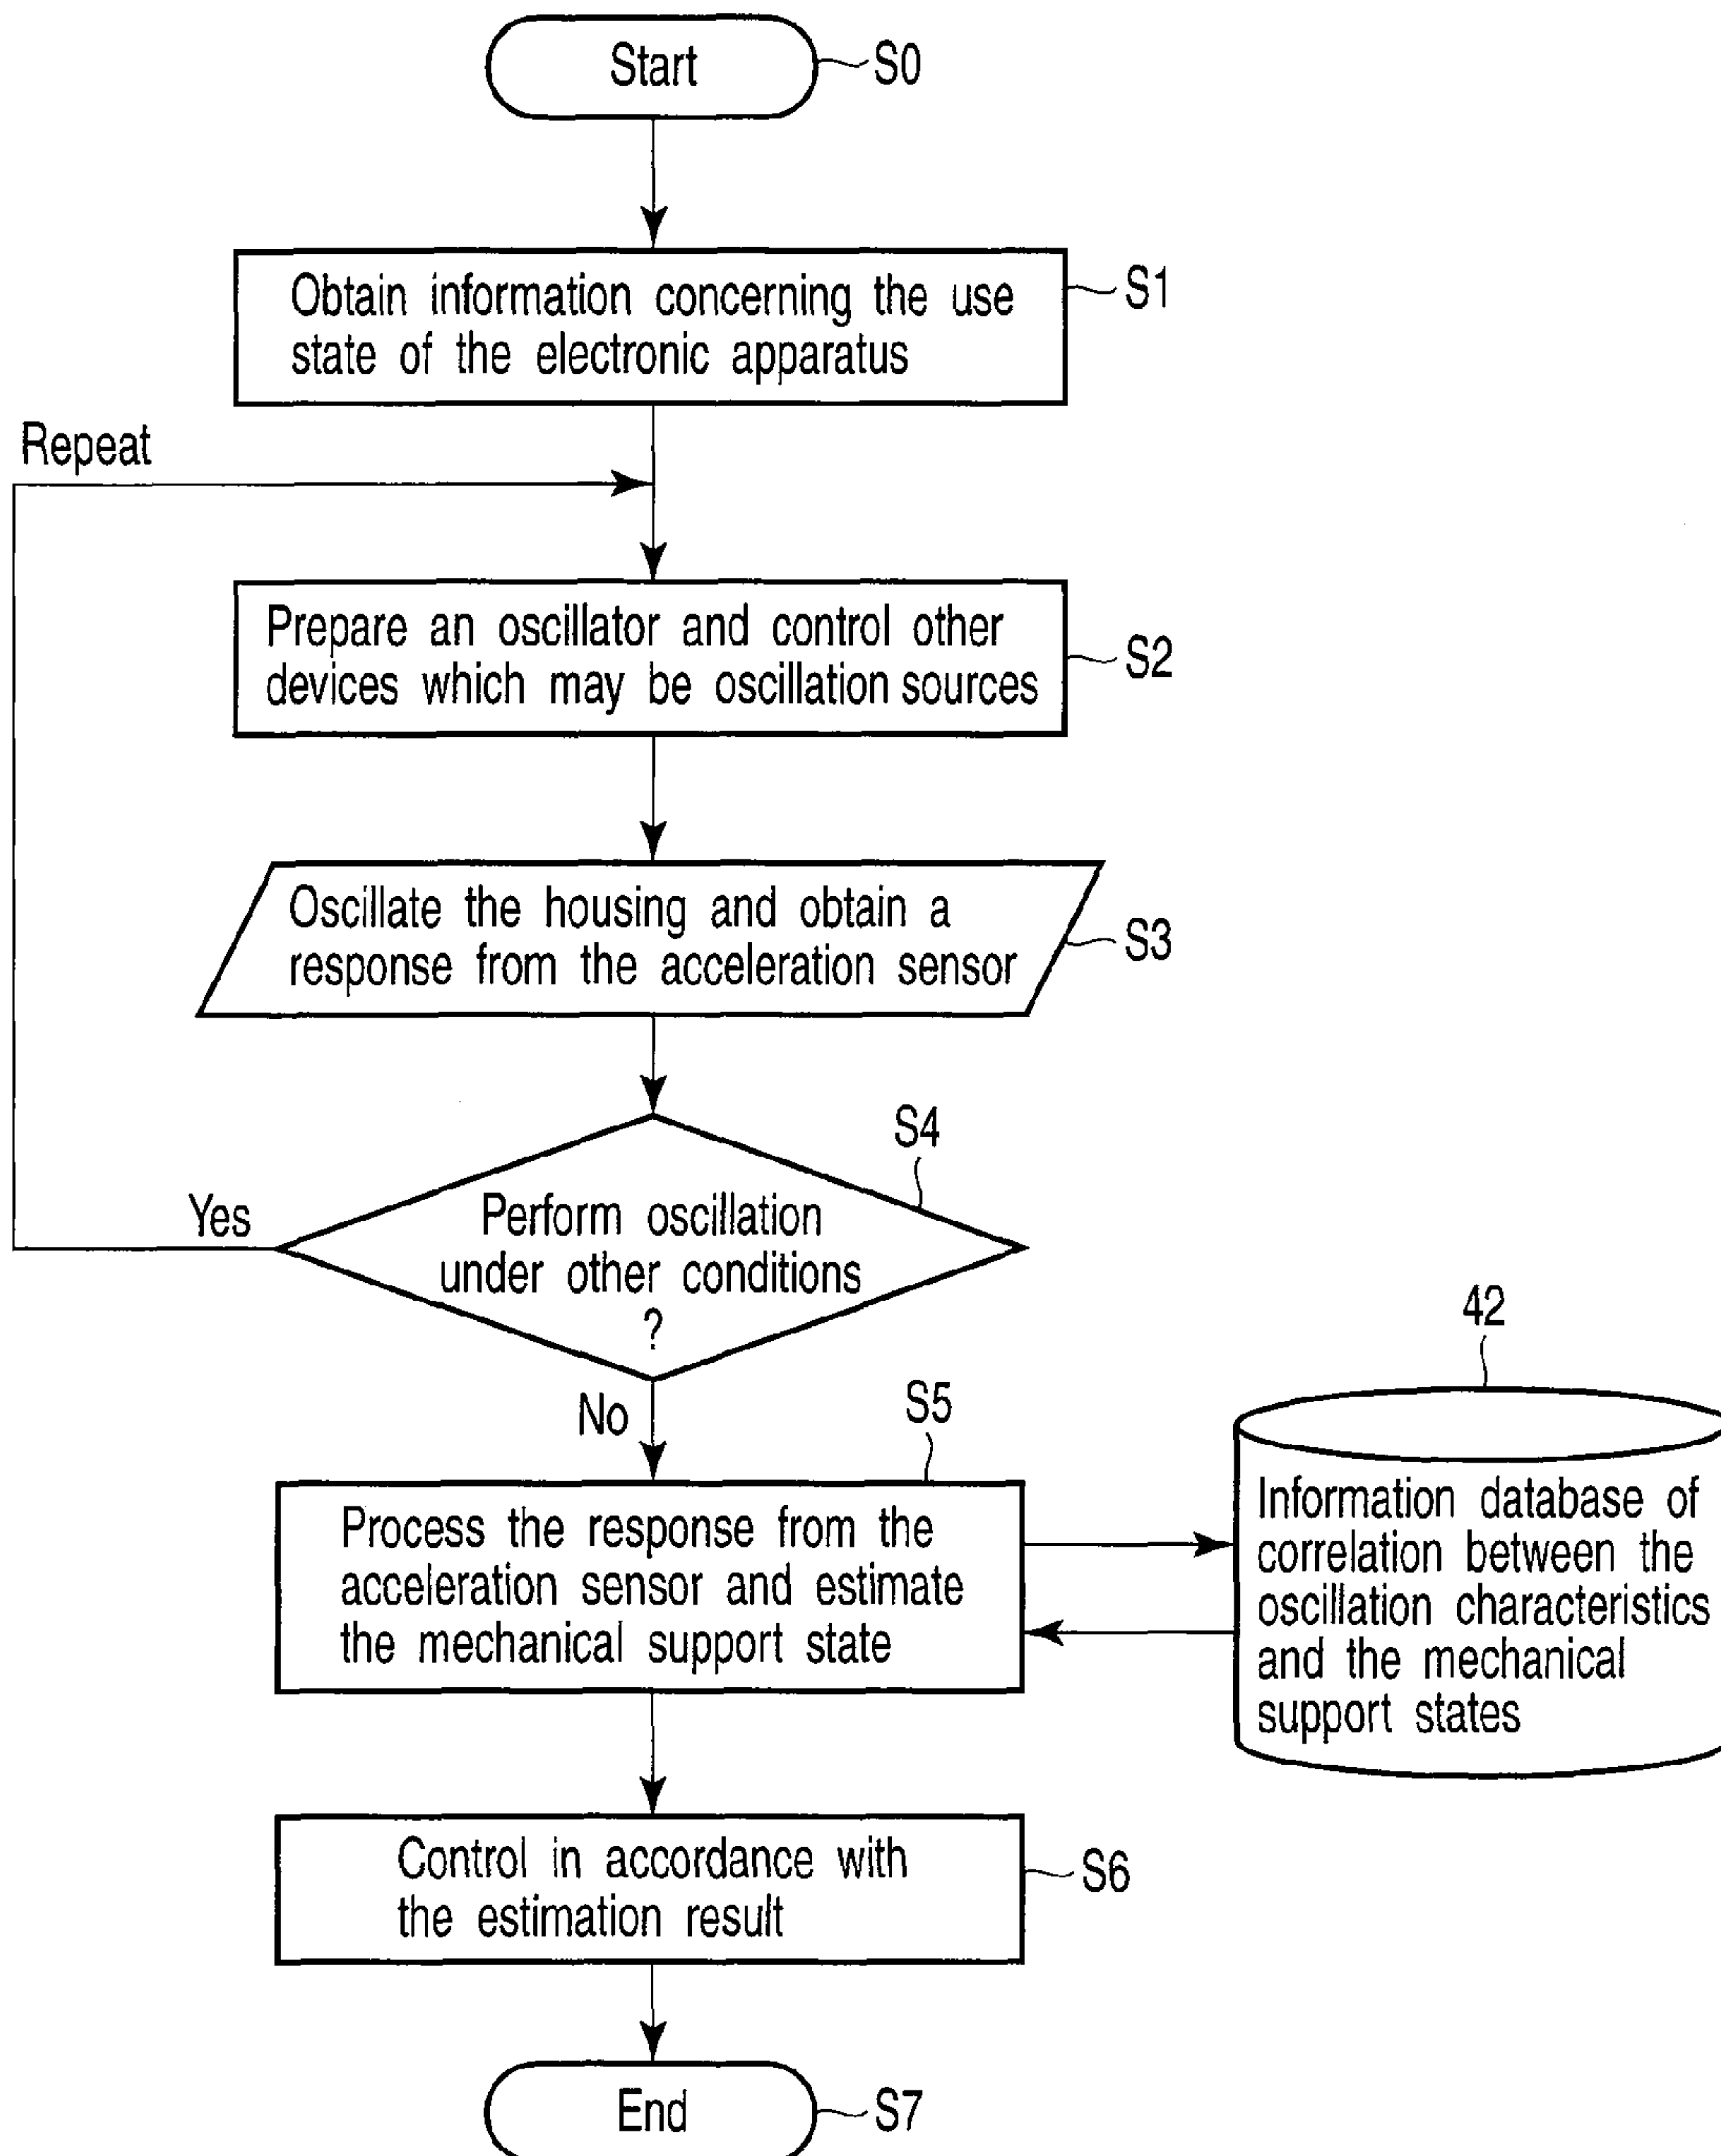 Start
S0
Obtain information concerning the use
state of the electronic apparatus
S1
Repeat
Prepare an oscillator and control other
devices which may be oscillation sources
S2
Oscillate the housing and obtain a
response from the acceleration sensor
S3
S4
Perform oscillation
under other conditions
?
Yes
No
S5
Process the response from the
acceleration sensor and estimate
the mechanical support state
42
Information database of
correlation between the
oscillation characteristics
and the mechanical
support states
Control in accordance with
the estimation result
S6
End
S7